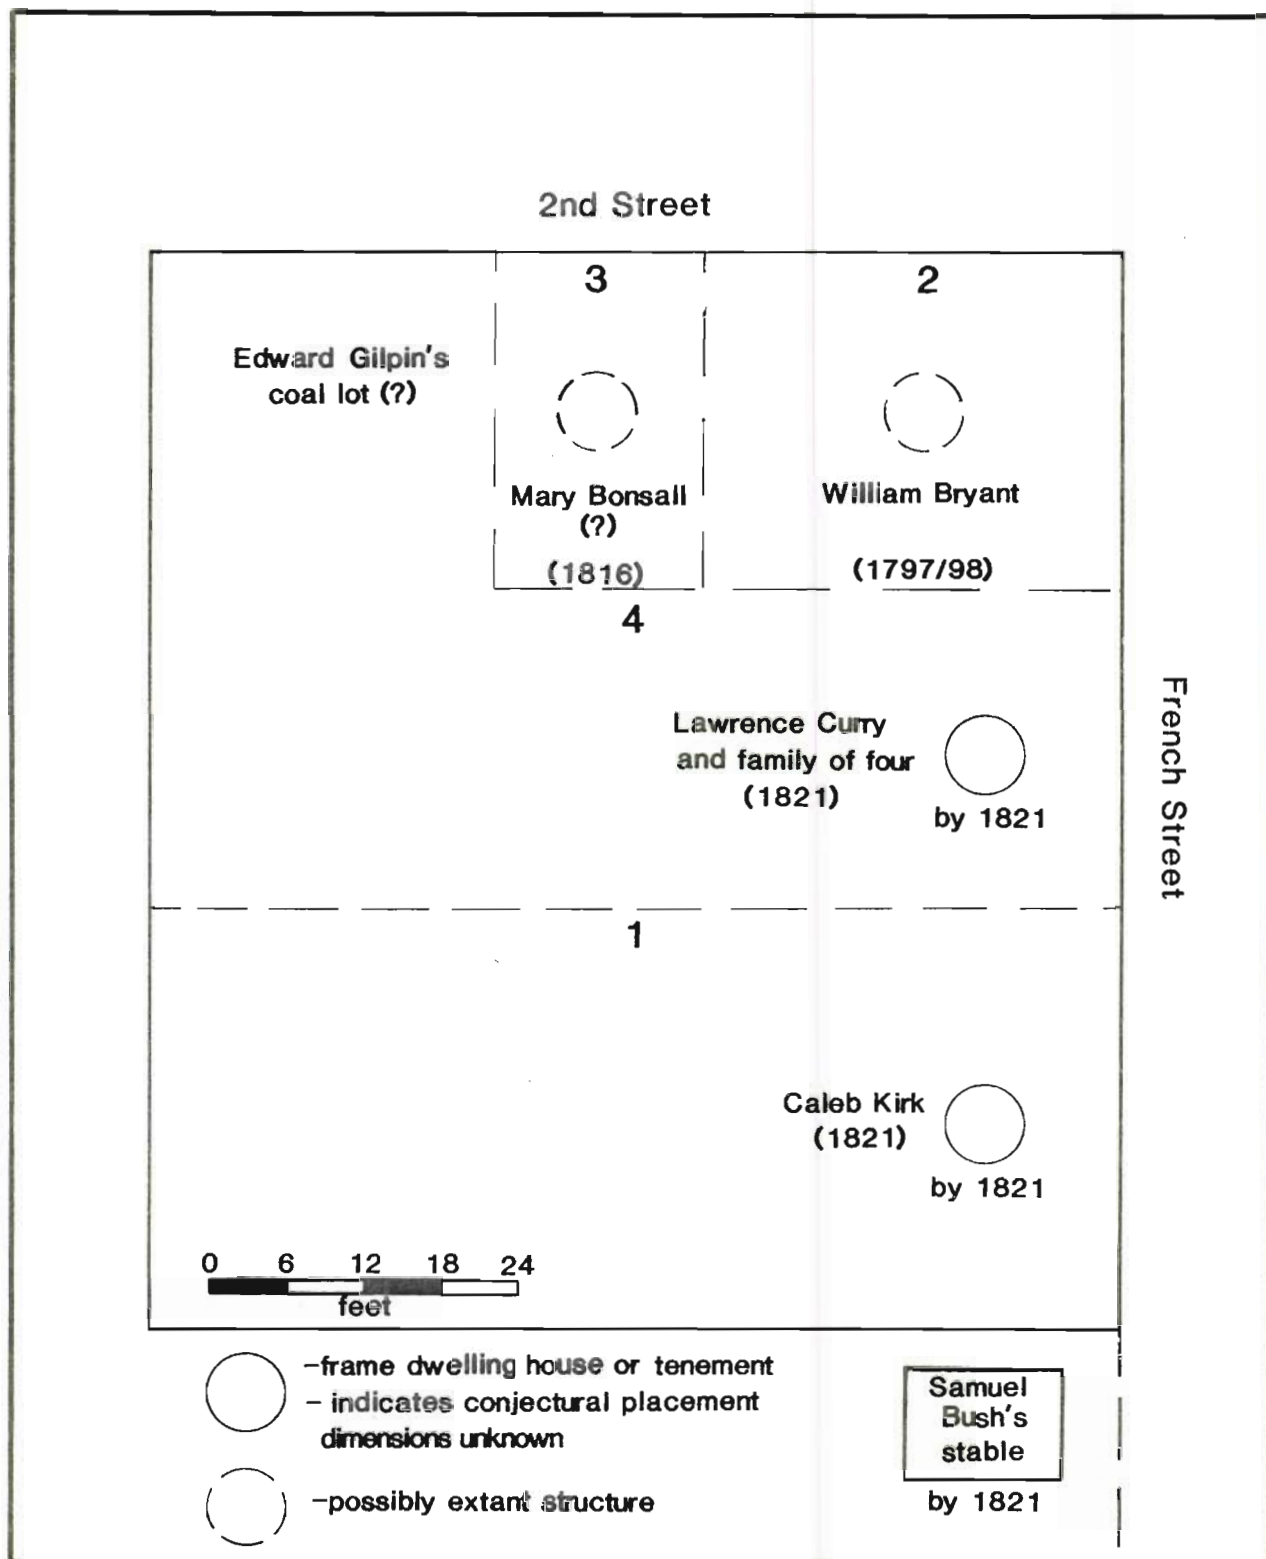 2nd Street
3
2
Edward Gilpin's
coal lot (?)
Mary Bonsall
(?)
(1816)
William Bryant
(1797/98)
4
Lawrence Curry
and family of four
(1821)
by 1821
French Street
1
Caleb Kirk
(1821)
by 1821
0 6 12 18 24
feet
-frame dwelling house or tenement
- indicates conjectural placement
dimensions unknown
-possibly extant structure
Samuel
Bush's
stable
by 1821